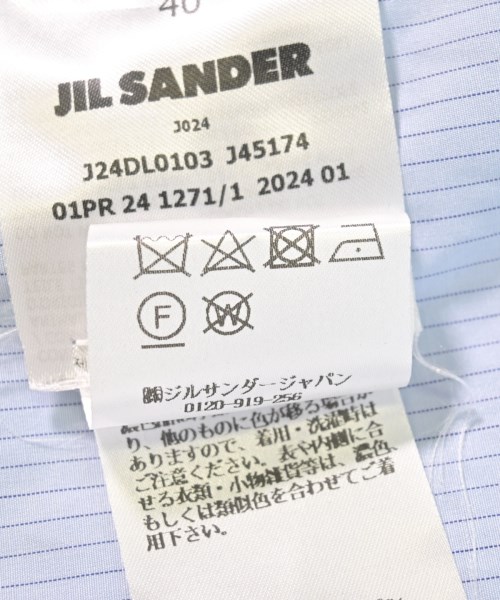 40
JIL SANDER
J024
J24DL0103 J45174
01PR 24 1271/1 2024 01
F
W
㈱ジルサンダージャパン
0120-919-256
り、他のものに色が移る場合が
ありますので、着用・洗濯時は
ご注意ください。表や内側に合
せる衣類・小物雑貨等は、濃色、
もしくは類似色を合わせてご着
用下さい。